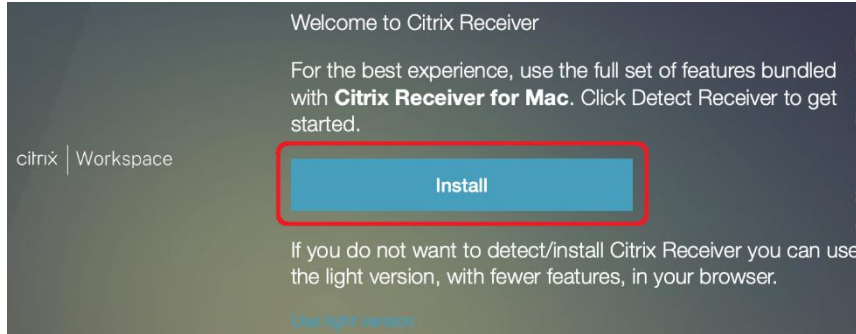 Welcome to Citrix Receiver
For the best experience, use the full set of features bundled
with Citrix Receiver for Mac. Click Detect Receiver to get
started.
citrix | Workspace
Install
If you do not want to detect/install Citrix Receiver you can use
the light version, with fewer features, in your browser.
Use light version